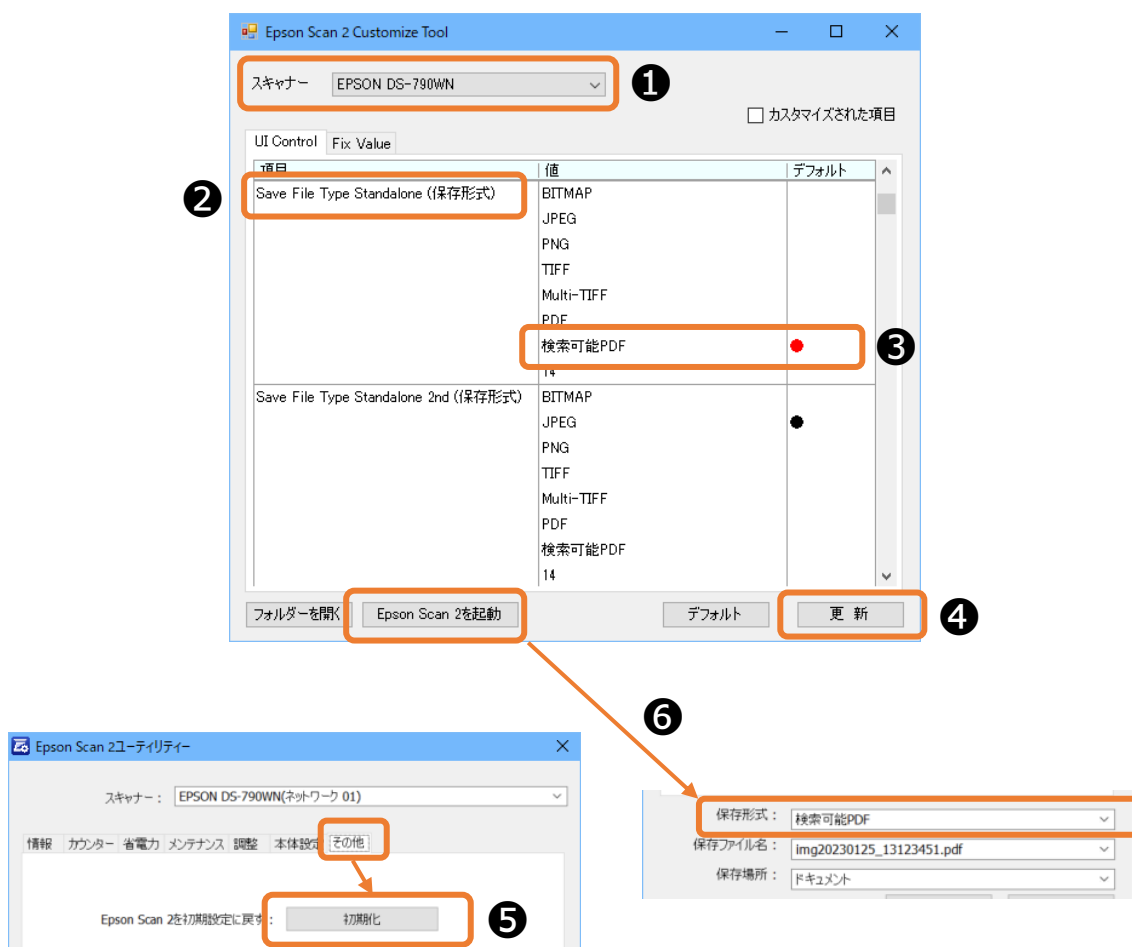 Epson Scan 2 Customize Tool
スキャナー EPSON DS-790WN ❶
カスタマイズされた項目
UI Control Fix Value
項目 値 デフォルト
❷ Save File Type Standalone (保存形式) BITMAP
JPEG
PNG
TIFF
Multi-TIFF
PDF
検索可能PDF ❸
14
Save File Type Standalone 2nd (保存形式) BITMAP
JPEG
PNG
TIFF
Multi-TIFF
PDF
検索可能PDF
14
フォルダーを開く Epson Scan 2を起動 デフォルト 更 新 ❹
❻
Epson Scan 2ユーティリティー
スキャナー： EPSON DS-790WN(ネットワーク 01)
情報 カウンター 省電力 メンテナンス 調整 本体設定 その他
Epson Scan 2を初期設定に戻す： 初期化 ❺
保存形式： 検索可能PDF
保存ファイル名： img20230125_13123451.pdf
保存場所： ドキュメント